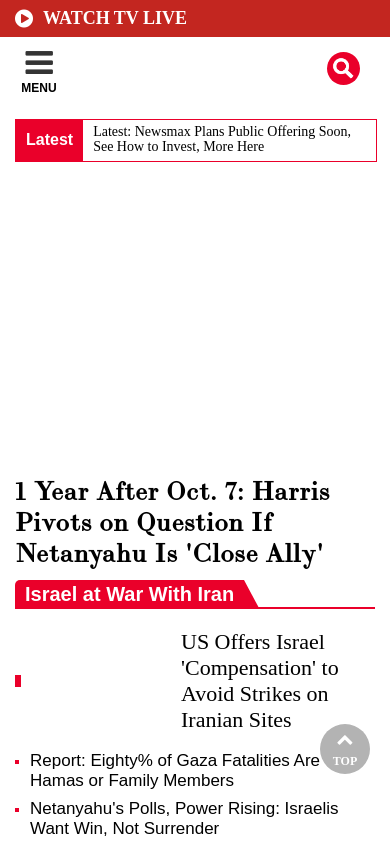 WATCH TV LIVE
MENU
Latest
Latest: Newsmax Plans Public Offering Soon,
See How to Invest, More Here
1 Year After Oct. 7: Harris
Pivots on Question If
Netanyahu Is 'Close Ally'
Israel at War With Iran
US Offers Israel
'Compensation' to
Avoid Strikes on
Iranian Sites
Report: Eighty% of Gaza Fatalities Are
Hamas or Family Members
TOP
Netanyahu's Polls, Power Rising: Israelis
Want Win, Not Surrender